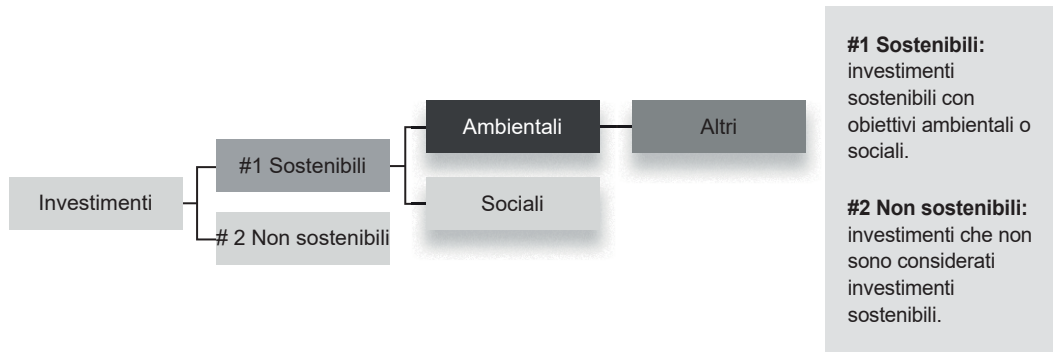 Investimenti
#1 Sostenibili
# 2 Non sostenibili
Ambientali
Sociali
Altri
#1 Sostenibili:
investimenti
sostenibili con
obiettivi ambientali o
sociali.
#2 Non sostenibili:
investimenti che non
sono considerati
investimenti
sostenibili.